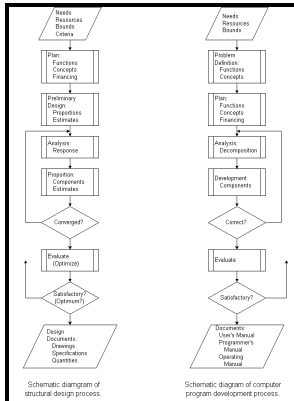 Needs
Resources
Bounds
Criteria
Plan:
Functions
Concepts
Financing
Preliminary
Design:
Proportions
Estimates
Analysis:
Response
Proportion:
Components
Estimates
Converged?
Evaluate
(Optimize)
Satisfactory?
(Optimum?)
Design
Documents:
Drawings
Specifications
Quantities
Schematic diamgram of
structural design process.
Needs
Resources
Bounds
Problem
Definition:
Functions
Concepts
Plan:
Functions
Concepts
Financing
Analysis:
Decomposition
Development:
Components
Correct?
Evaluate
Satisfactory?
Documents:
User's Manual
Programmer's
Manual
Operating
Manual
Schematic diagram of computer
program development process.